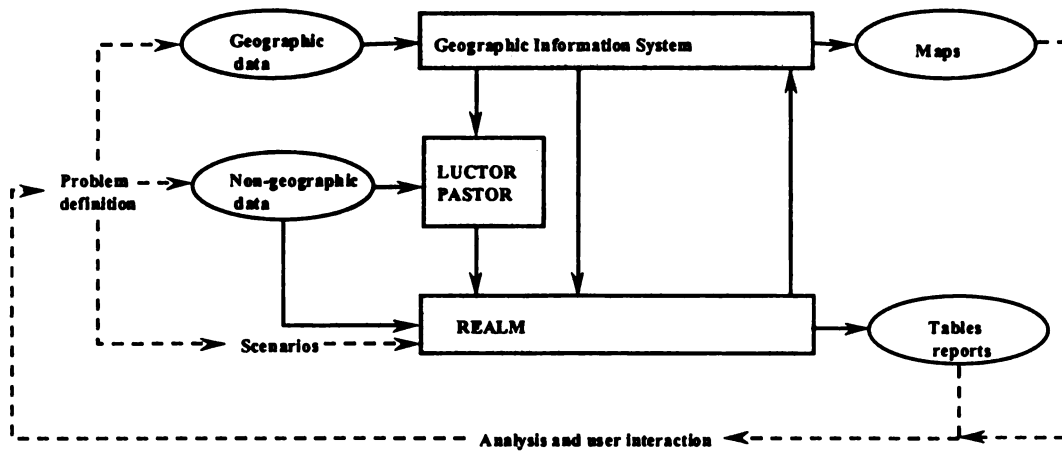 Geographic
data
Geographic Information System
Maps
Problem
definition
Non-geographic
data
LUCTOR
PASTOR
Scenarios
REALM
Tables
reports
Analysis and user interaction